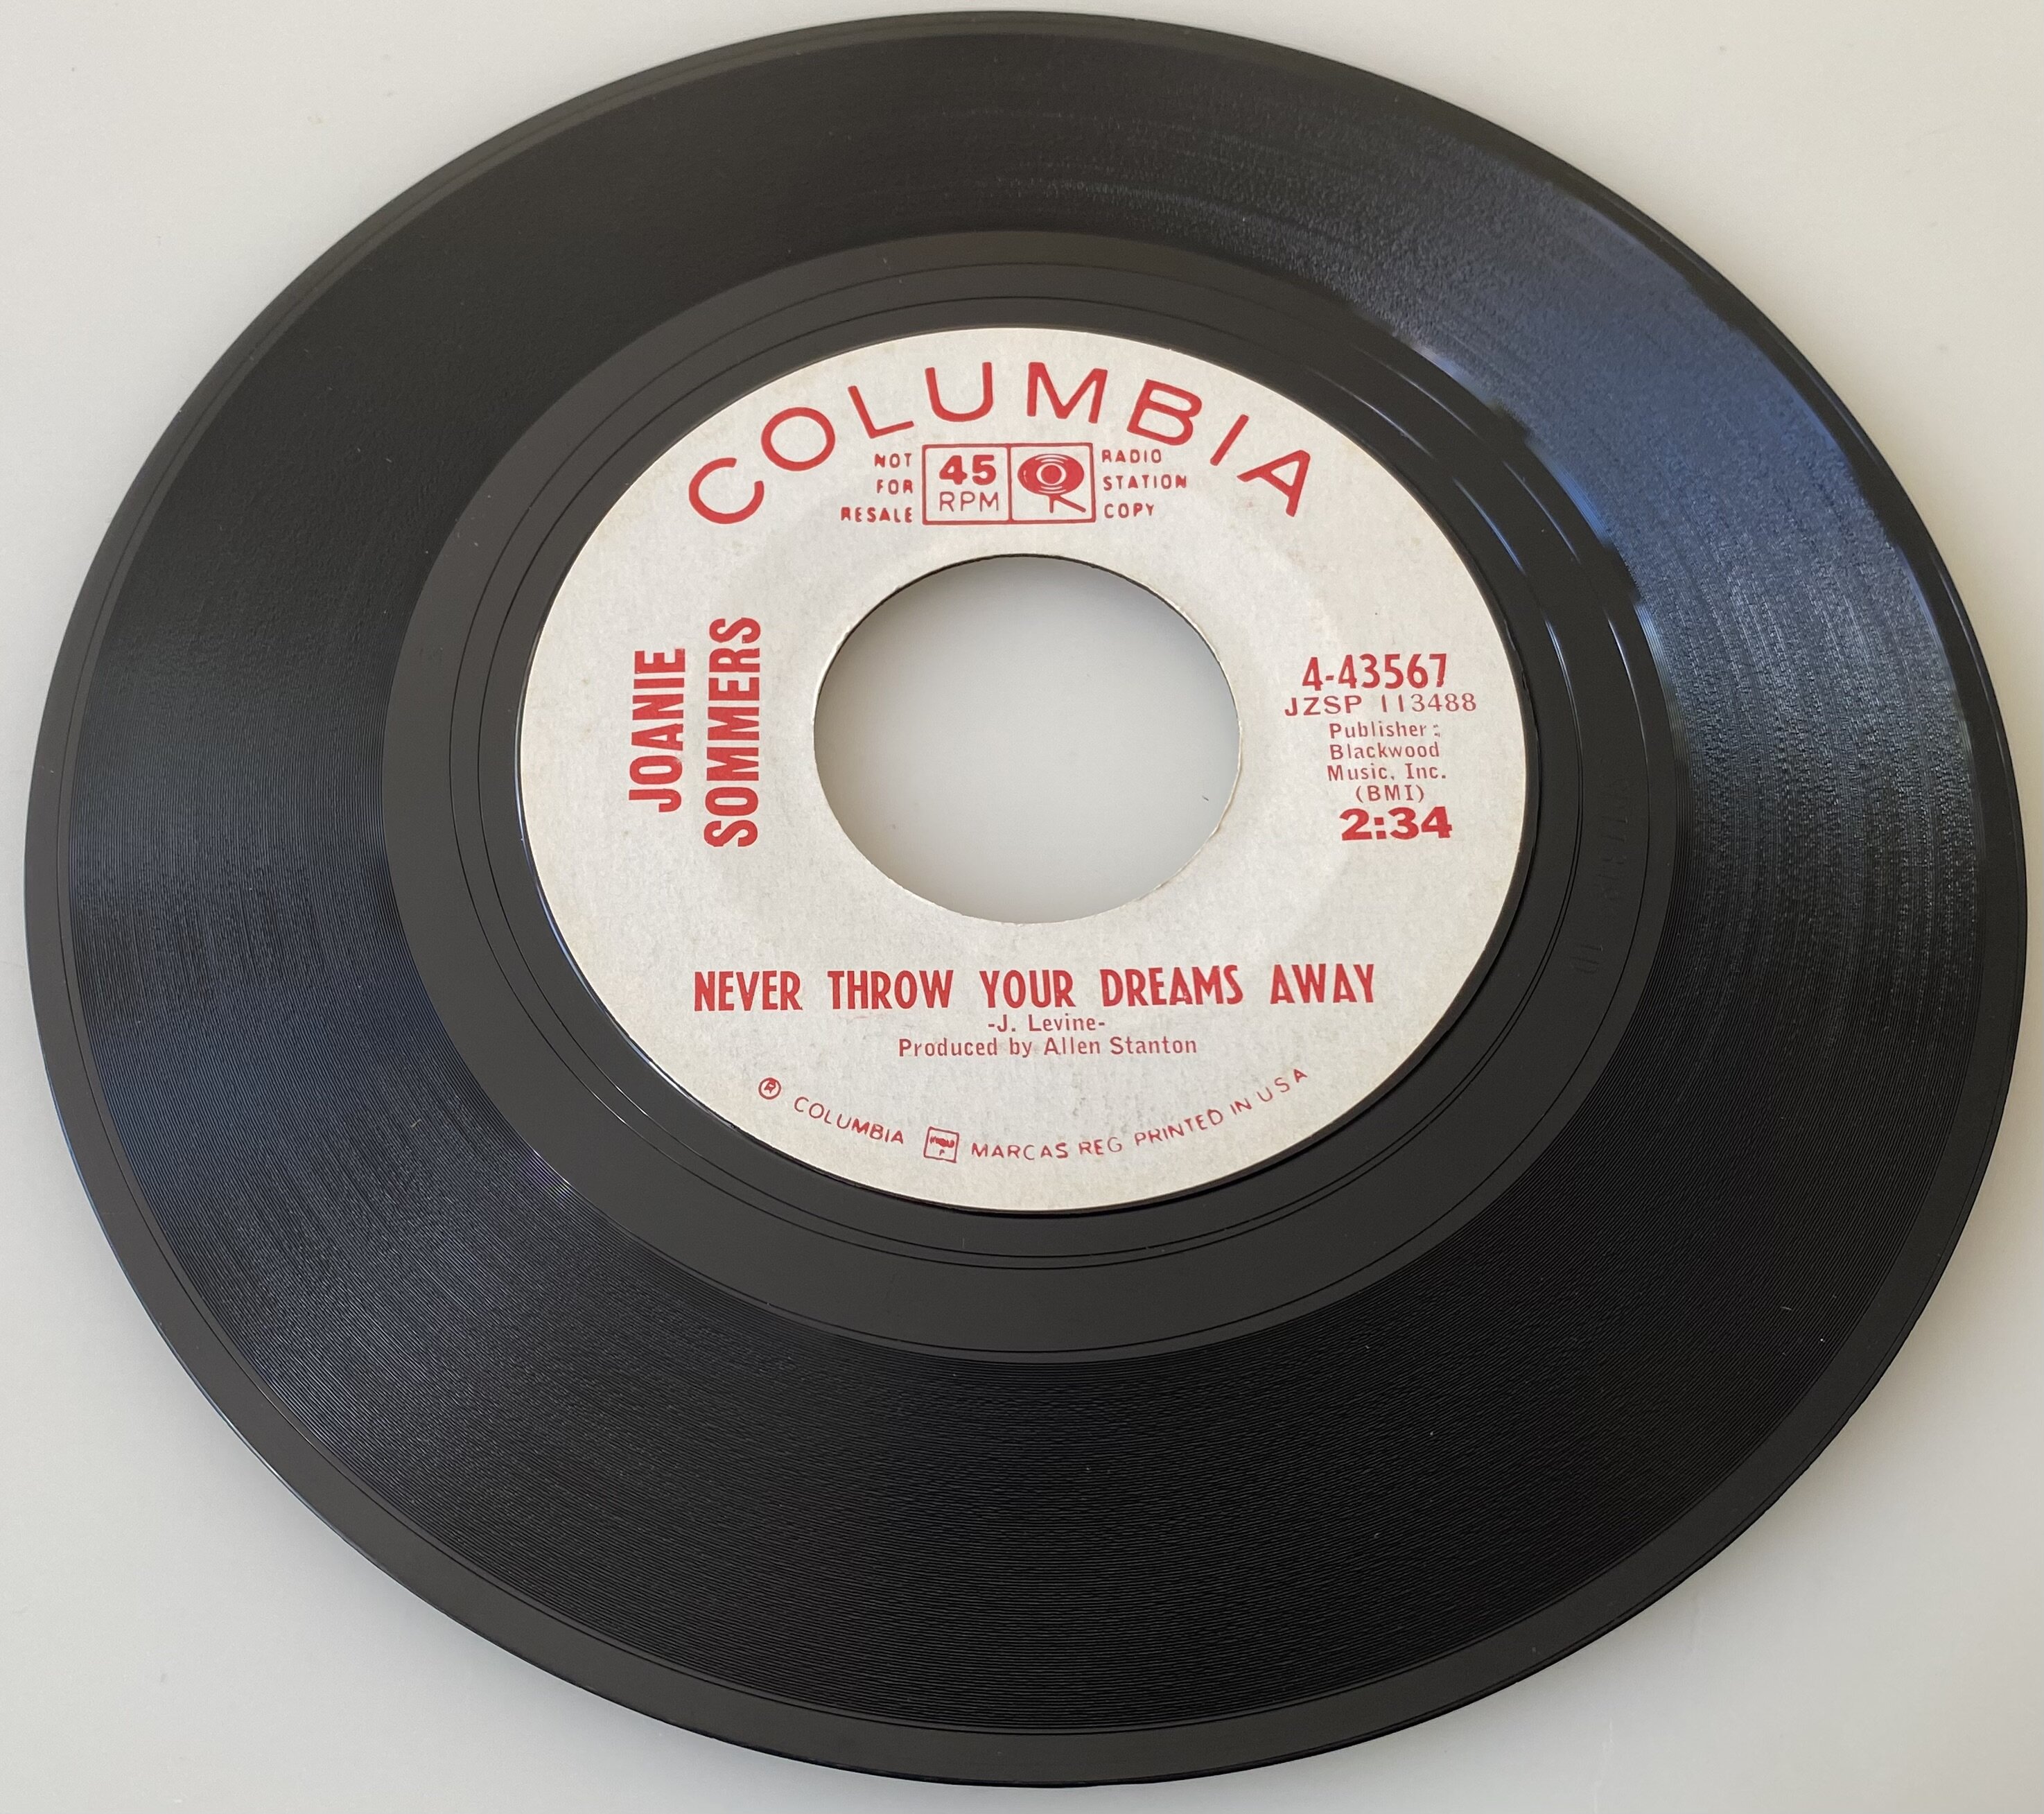 COLUMBIA
NOT
FOR
RESALE
45
RPM
RADIO
STATION
COPY
JOANIE
SOMMERS
4-43567
JZSP 113488
Publisher:
Blackwood
Music, Inc.
(BMI)
2:34
NEVER THROW YOUR DREAMS AWAY
-J. Levine-
Produced by Allen Stanton
® COLUMBIA MARCAS REG PRINTED IN USA